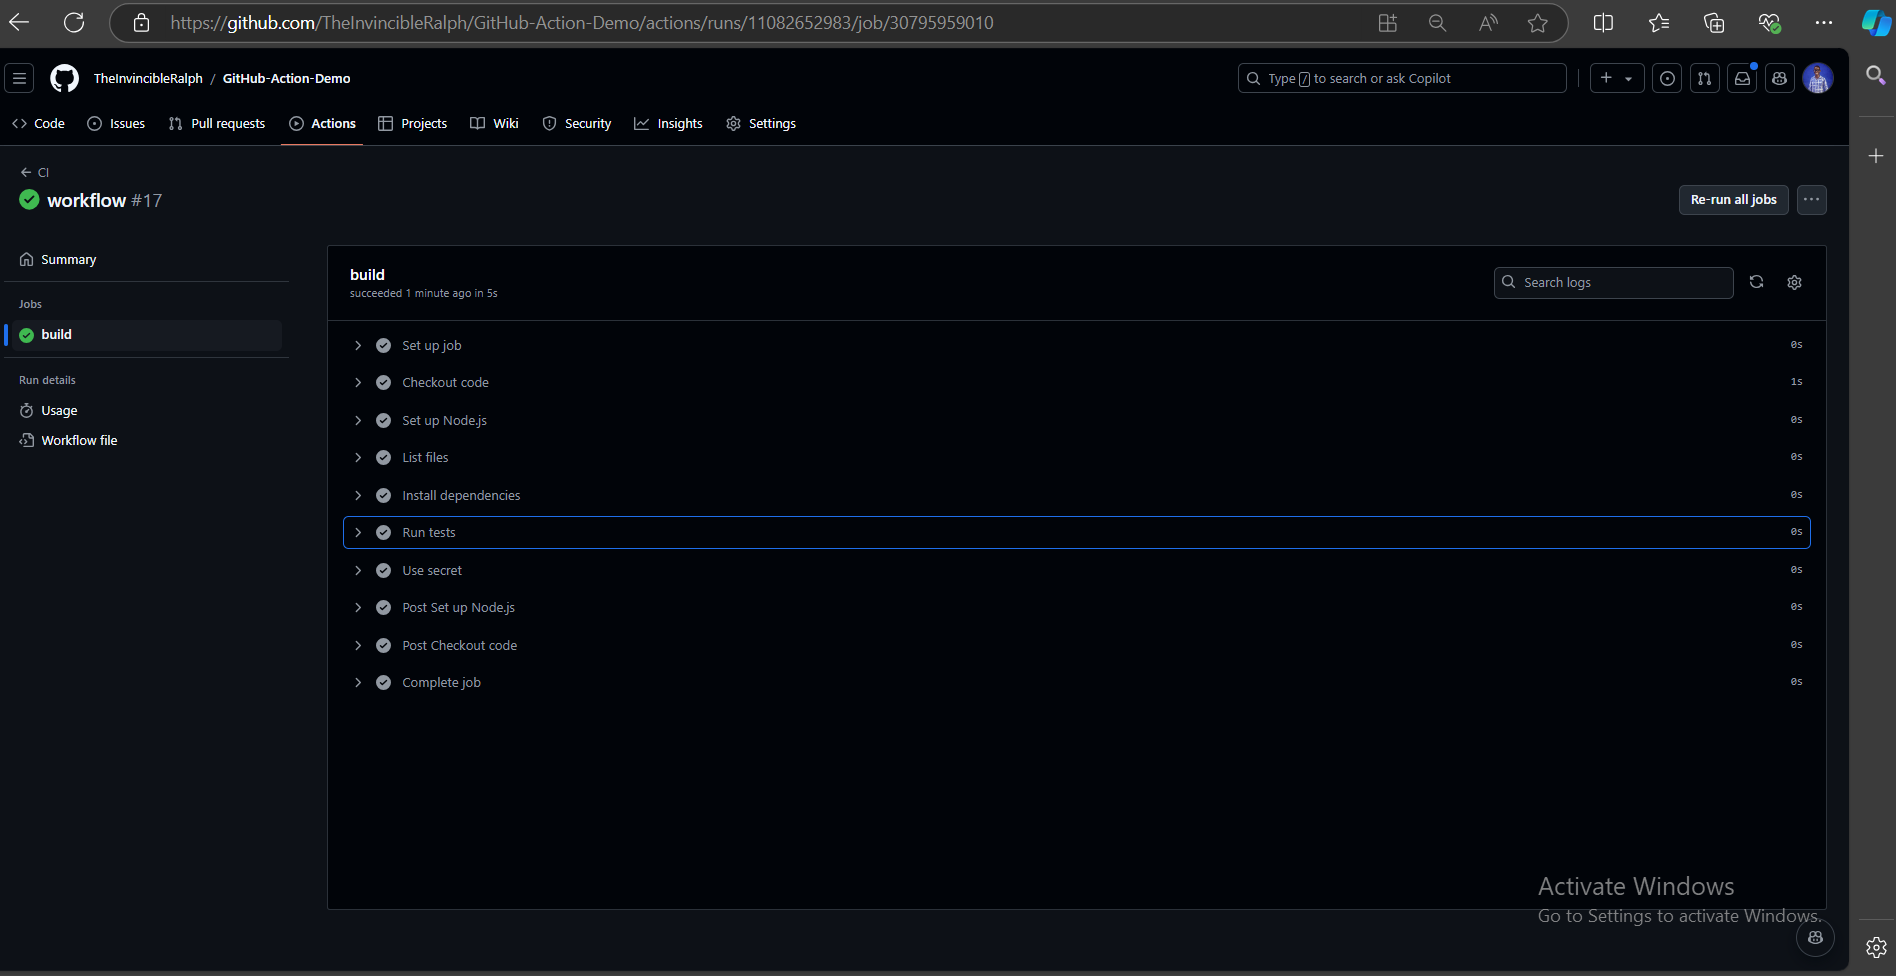 https://github.com/TheInvincibleRalph/GitHub-Action-Demo/actions/runs/11082652983/job/30795959010
TheInvincibleRalph / GitHub-Action-Demo
Type / to search or ask Copilot
Code Issues Pull requests Actions Projects Wiki Security Insights Settings
CI
workflow #17
Re-run all jobs
Summary
Jobs
build
Run details
Usage
Workflow file
build
succeeded 1 minute ago in 5s
Search logs
Set up job 0s
Checkout code 1s
Set up Node.js 0s
List files 0s
Install dependencies 0s
Run tests 0s
Use secret 0s
Post Set up Node.js 0s
Post Checkout code 0s
Complete job 0s
Activate Windows
Go to Settings to activate Windows.